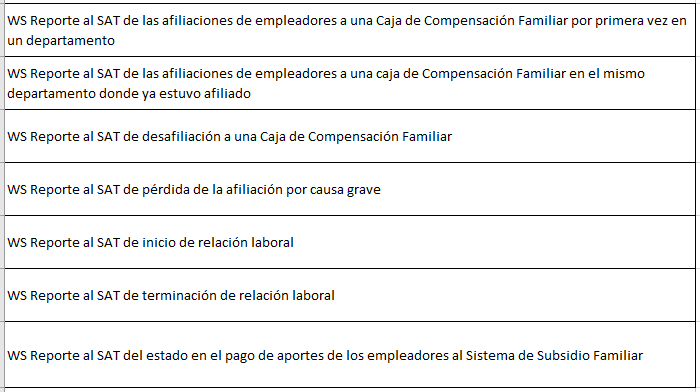 WS Reporte al SAT de las afiliaciones de empleadores a una Caja de Compensación Familiar por primera vez en
un departamento
WS Reporte al SAT de las afiliaciones de empleadores a una caja de Compensación Familiar en el mismo
departamento donde ya estuvo afiliado
WS Reporte al SAT de desafiliación a una Caja de Compensación Familiar
WS Reporte al SAT de pérdida de la afiliación por causa grave
WS Reporte al SAT de inicio de relación laboral
WS Reporte al SAT de terminación de relación laboral
WS Reporte al SAT del estado en el pago de aportes de los empleadores al Sistema de Subsidio Familiar